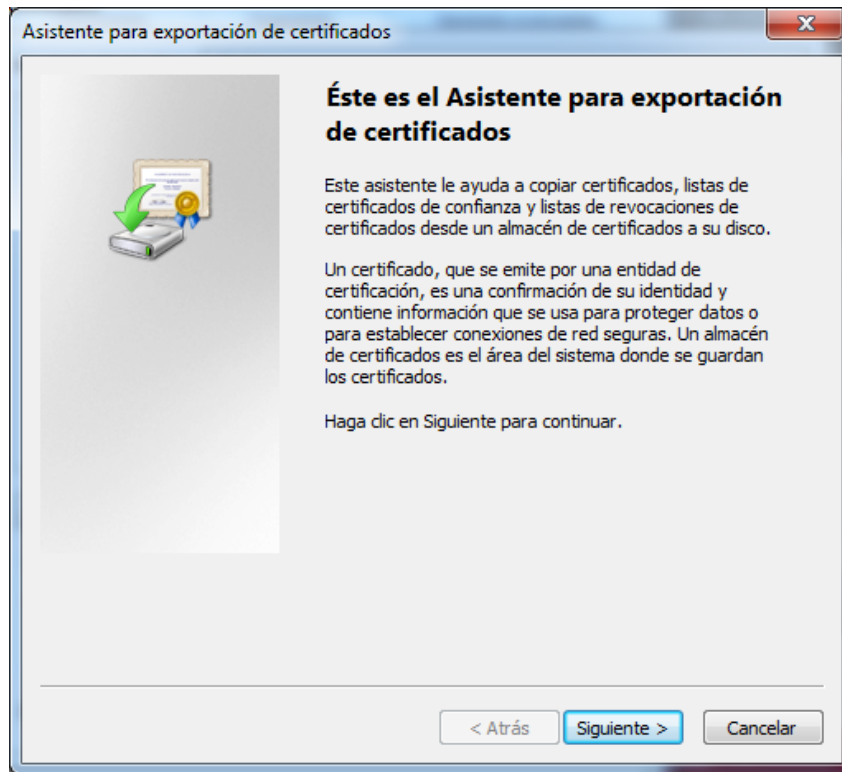 Asistente para exportación de certificados
Éste es el Asistente para exportación
de certificados
Este asistente le ayuda a copiar certificados, listas de
certificados de confianza y listas de revocaciones de
certificados desde un almacén de certificados a su disco.
Un certificado, que se emite por una entidad de
certificación, es una confirmación de su identidad y
contiene información que se usa para proteger datos o
para establecer conexiones de red seguras. Un almacén
de certificados es el área del sistema donde se guardan
los certificados.
Haga clic en Siguiente para continuar.
< Atrás Siguiente > Cancelar